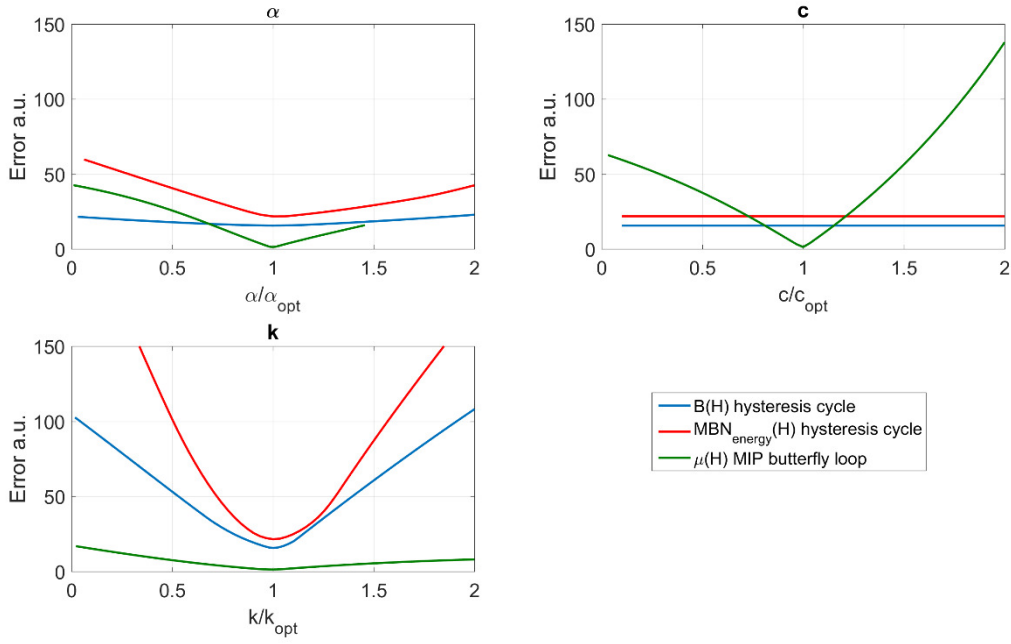 α
c
150
100
50
0
Error a.u.
0
0.5
1
1.5
2
α/α_opt
150
100
50
0
Error a.u.
0
0.5
1
1.5
2
c/c_opt
k
150
100
50
0
Error a.u.
0
0.5
1
1.5
2
k/k_opt
B(H) hysteresis cycle
MBN_energy(H) hysteresis cycle
μ(H) MIP butterfly loop